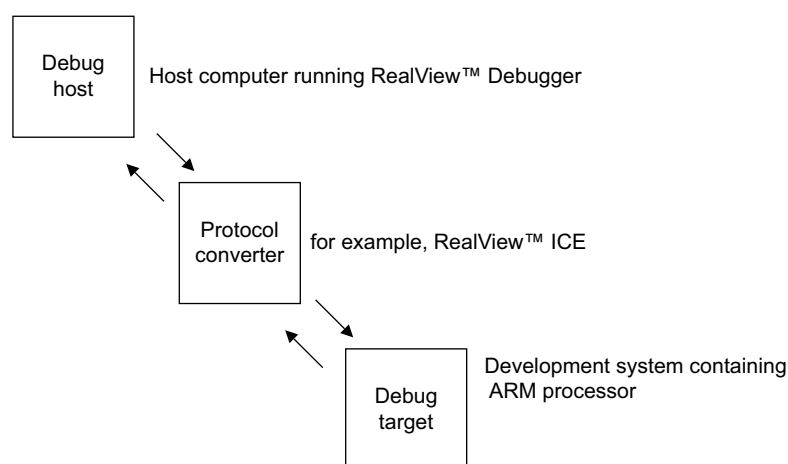 Debug
host
Host computer running RealView™ Debugger
Protocol
converter
for example, RealView™ ICE
Debug
target
Development system containing
ARM processor